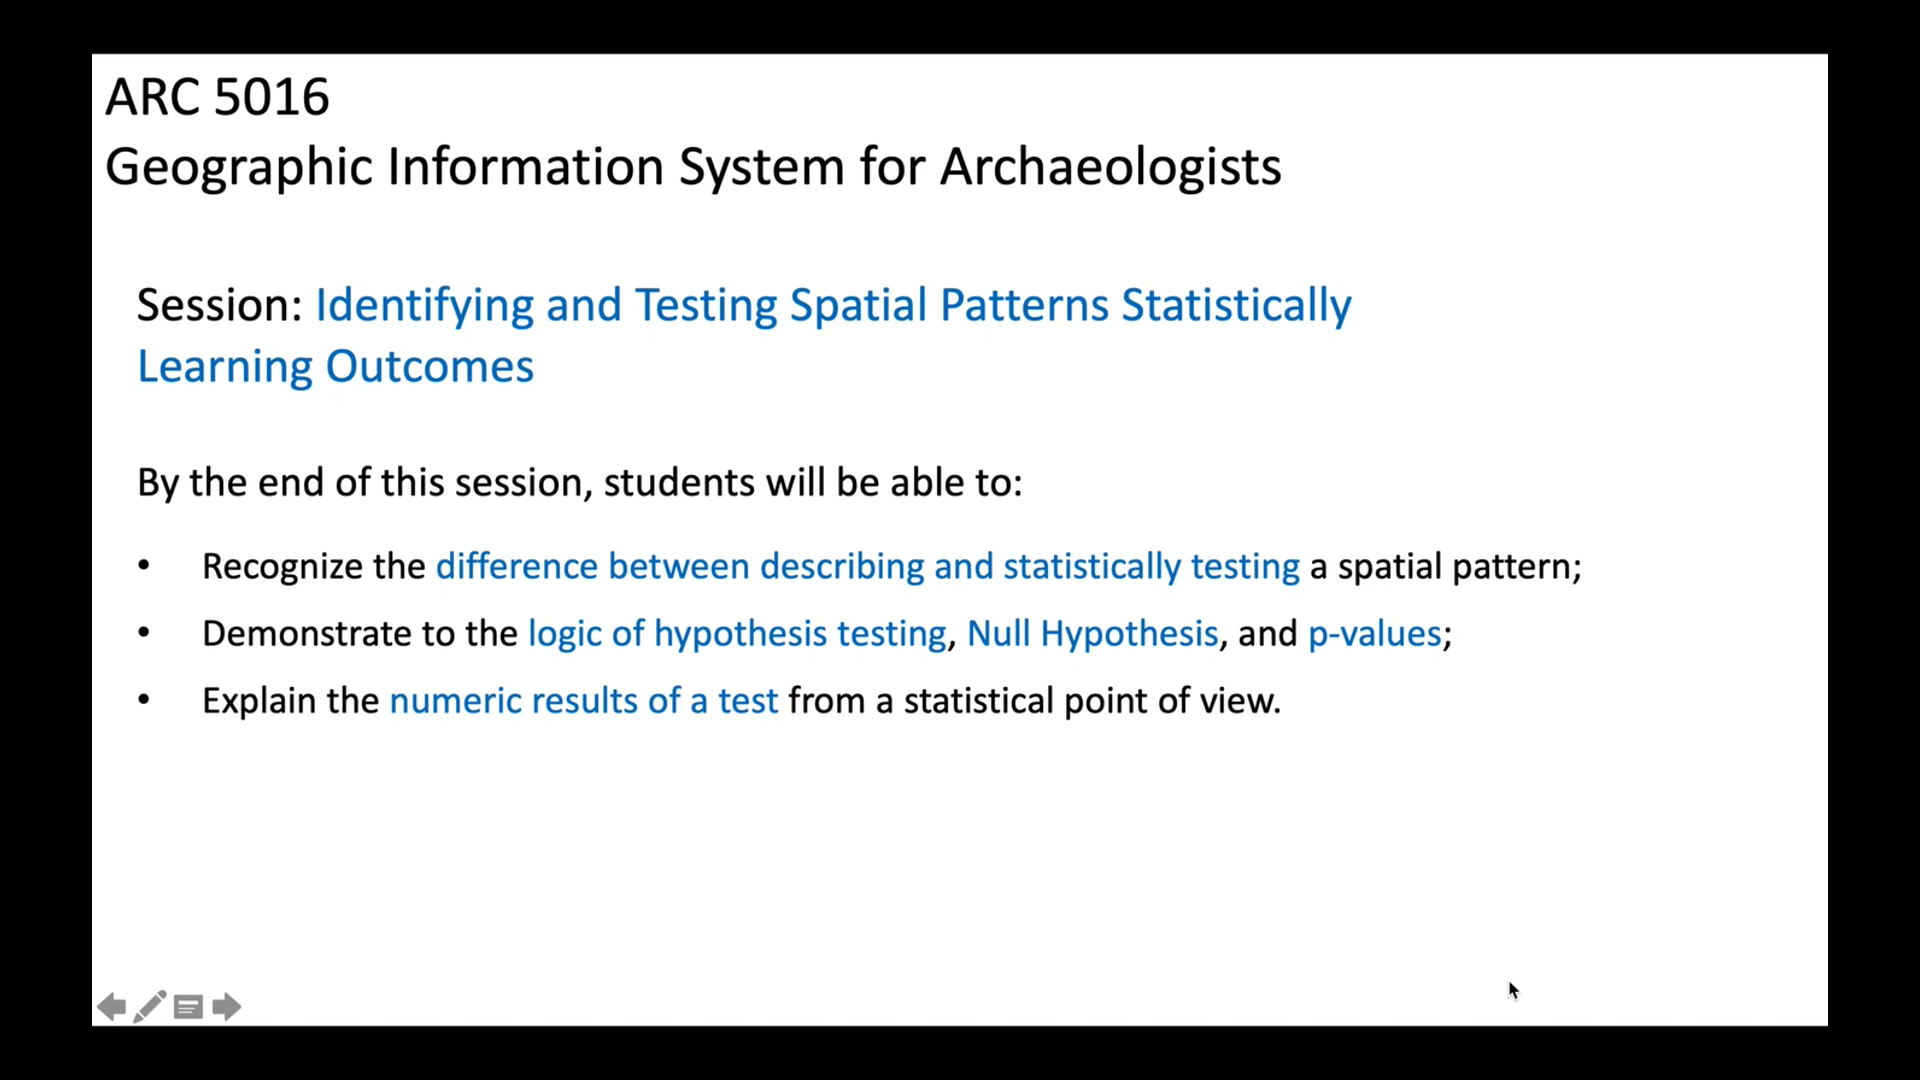 ARC 5016
Geographic Information System for Archaeologists
Session: Identifying and Testing Spatial Patterns Statistically
Learning Outcomes
By the end of this session, students will be able to:
• Recognize the difference between describing and statistically testing a spatial pattern;
• Demonstrate to the logic of hypothesis testing, Null Hypothesis, and p-values;
• Explain the numeric results of a test from a statistical point of view.